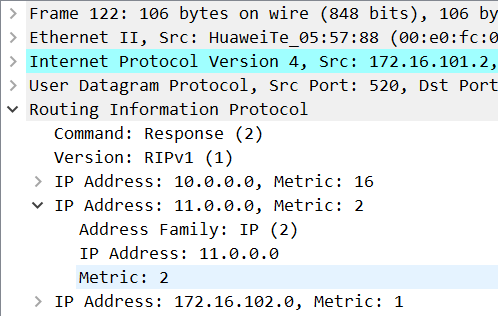 Frame 122: 106 bytes on wire (848 bits), 106 by
Ethernet II, Src: HuaweiTe_05:57:88 (00:e0:fc:0
Internet Protocol Version 4, Src: 172.16.101.2,
User Datagram Protocol, Src Port: 520, Dst Port
Routing Information Protocol
Command: Response (2)
Version: RIPv1 (1)
IP Address: 10.0.0.0, Metric: 16
IP Address: 11.0.0.0, Metric: 2
Address Family: IP (2)
IP Address: 11.0.0.0
Metric: 2
IP Address: 172.16.102.0, Metric: 1